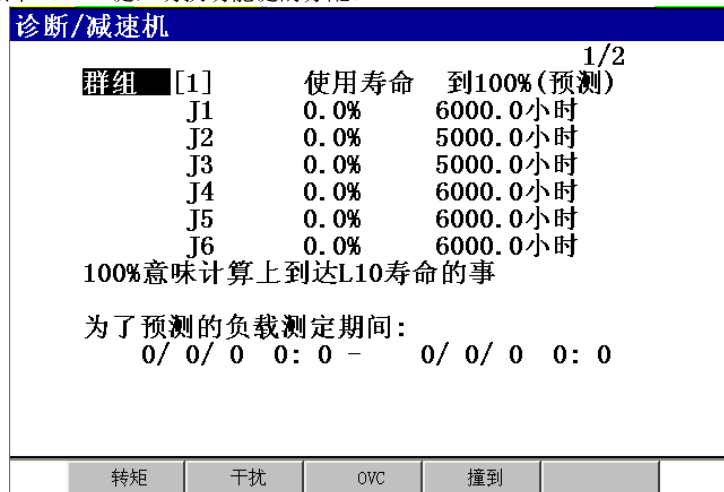 诊断/减速机
1/2
群组 [1] 使用寿命 到100%(预测)
J1 0.0% 6000.0小时
J2 0.0% 5000.0小时
J3 0.0% 5000.0小时
J4 0.0% 6000.0小时
J5 0.0% 6000.0小时
J6 0.0% 6000.0小时
100%意味计算上到达L10寿命的事
为了预测的负载测定期间:
0/ 0/ 0 0: 0 - 0/ 0/ 0 0: 0
转矩 干扰 OVC 撞到